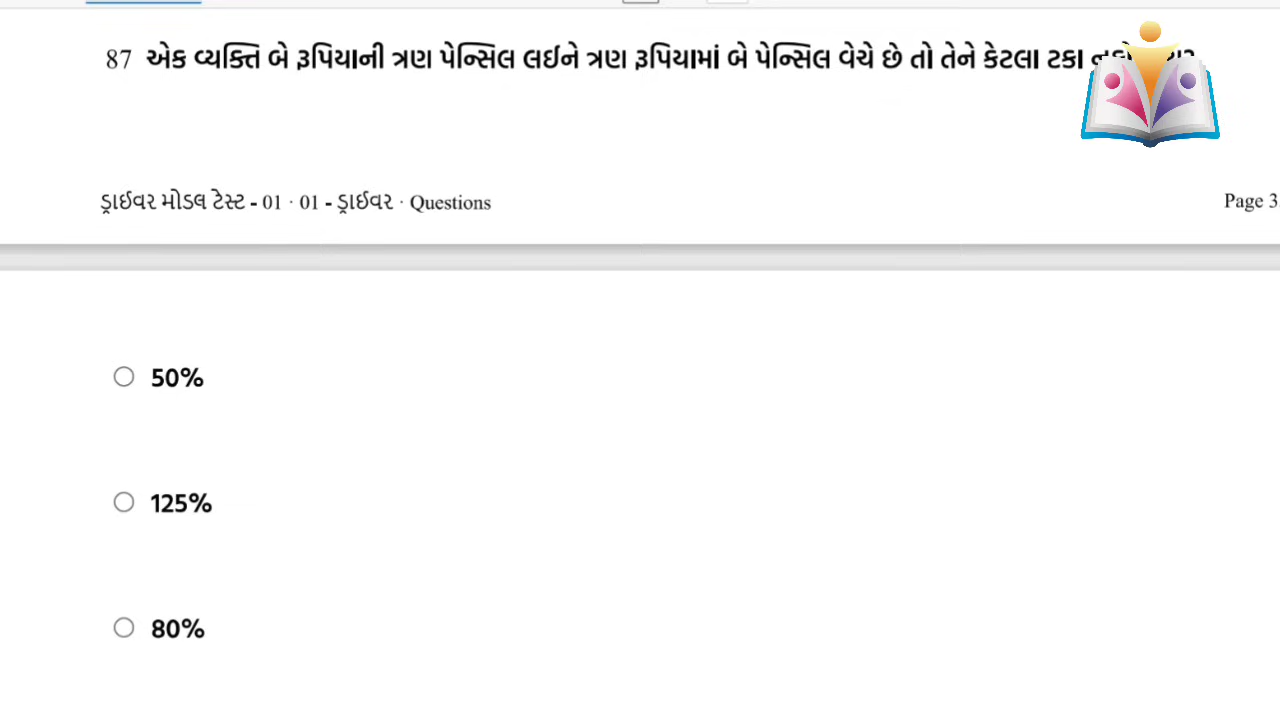 87 એક વ્યક્તિ બે રૂપિયાની ત્રણ પેન્સિલ લઈને ત્રણ રૂપિયામાં બે પેન્સિલ વેચે છે તો તેને કેટલા ટકા
ડ્રાઈવર મોડલ ટેસ્ટ - 01 · 01 - ડ્રાઈવર · Questions
Page 3
50%
125%
80%